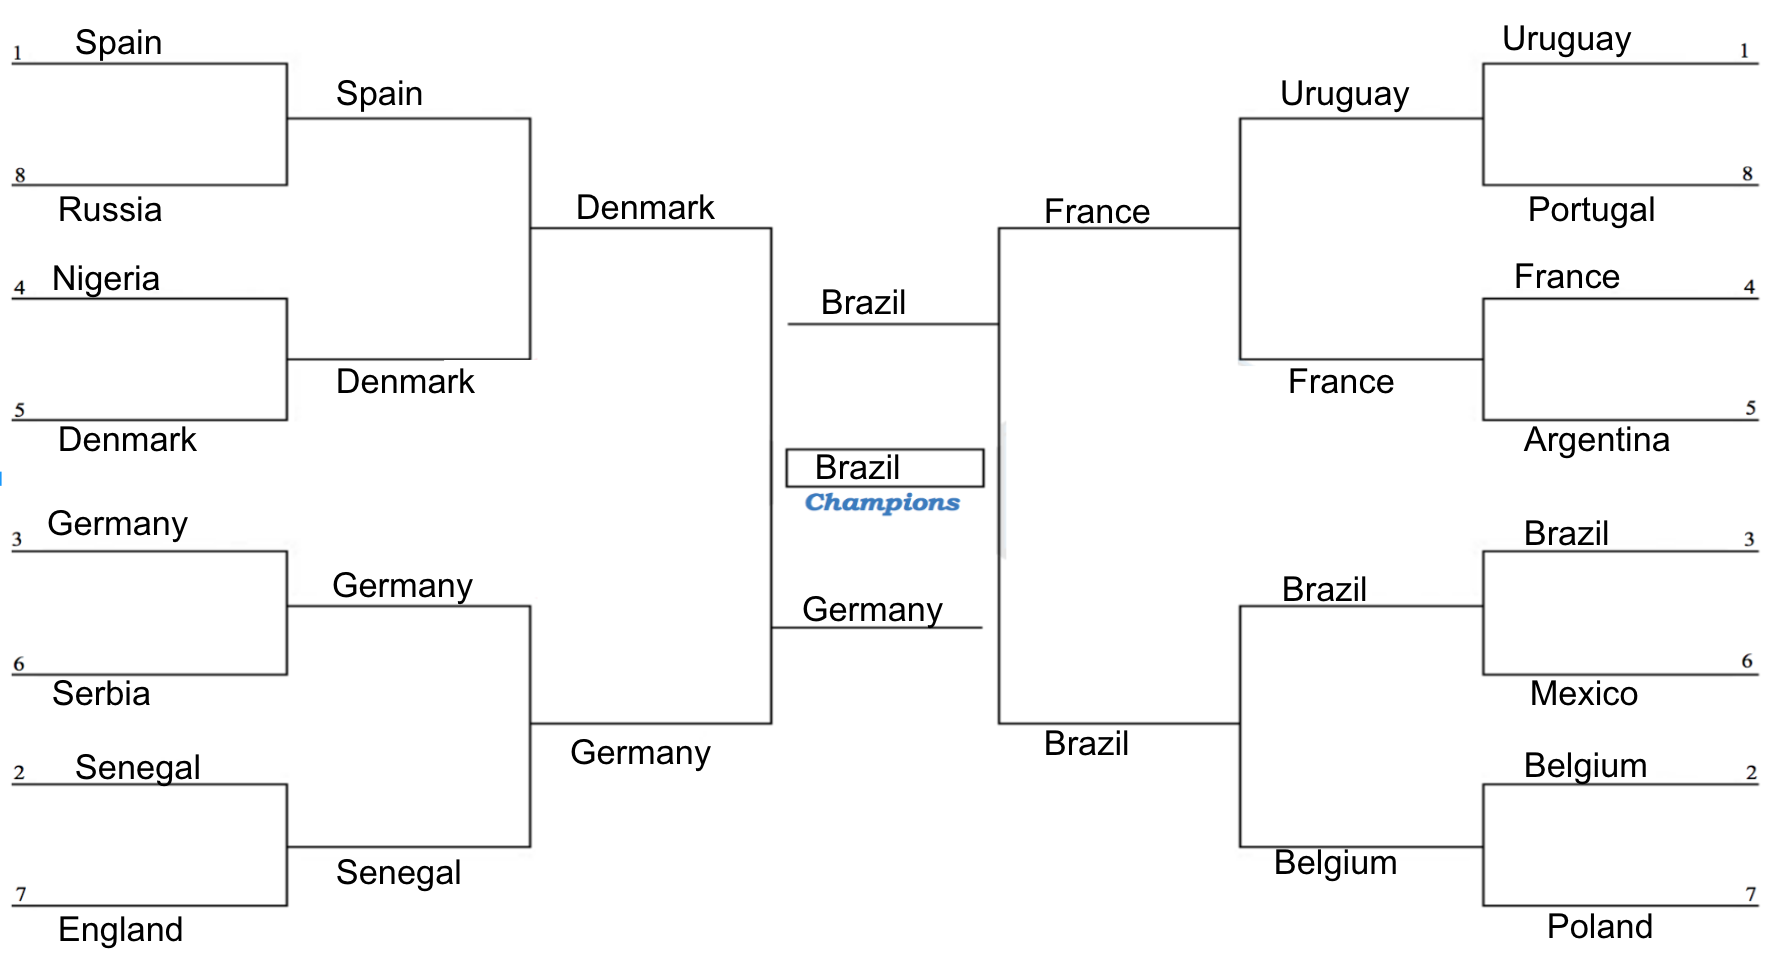 1 Spain
Spain
8
Russia
4 Nigeria
Denmark
5
Denmark
Denmark
3 Germany
Germany
6
Serbia
2 Senegal
Senegal
7
England
Germany
Brazil
Brazil
Champions
Germany
France
Brazil
Uruguay
France
Brazil
Belgium
Uruguay 1
8
Portugal
France 4
5
Argentina
Brazil 3
6
Mexico
Belgium 2
7
Poland